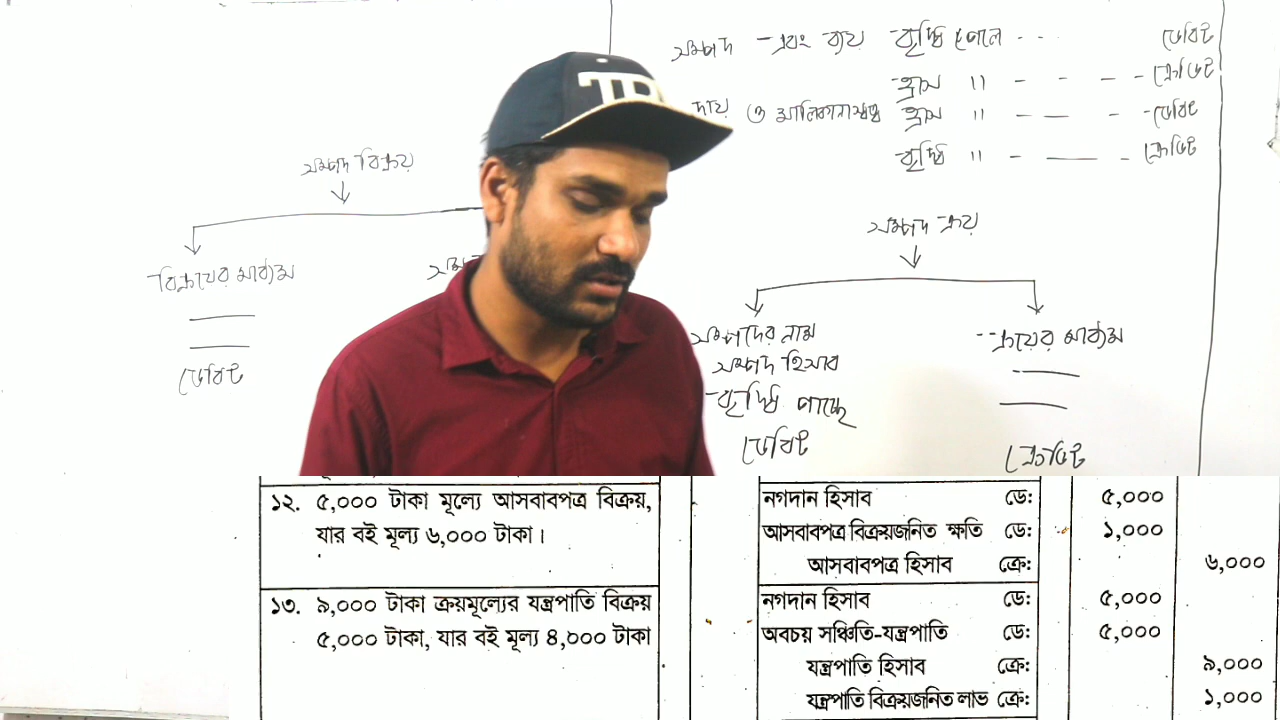 সম্পদ এবং ব্যয় বৃদ্ধি পেলে - - - ডেবিট
হ্রাস " - - - - ক্রেডিট
দায় ও মালিকানাস্বত্ব হ্রাস " - — - - ডেবিট
বৃদ্ধি " - — - ক্রেডিট
সম্পদ বিক্রয়
বিক্রয়ের মাধ্যম
ডেবিট
সম্পদ ক্রয়
সম্পদের নাম
সম্পদ হিসাব
বৃদ্ধি পাচ্ছে
ডেবিট
ক্রয়ের মাধ্যম
ক্রেডিট
১২. ৫,০০০ টাকা মূল্যে আসবাবপত্র বিক্রয়,
যার বই মূল্য ৬,০০০ টাকা।
নগদান হিসাব ডে: ৫,০০০
আসবাবপত্র বিক্রয়জনিত ক্ষতি ডে: ১,০০০
আসবাবপত্র হিসাব ক্রে: ৬,০০০
১৩. ৯,০০০ টাকা ক্রয়মূল্যের যন্ত্রপাতি বিক্রয়
৫,০০০ টাকা, যার বই মূল্য ৪,০০০ টাকা
নগদান হিসাব ডে: ৫,০০০
অবচয় সঞ্চিতি-যন্ত্রপাতি ডে: ৫,০০০
যন্ত্রপাতি হিসাব ক্রে: ৯,০০০
যন্ত্রপাতি বিক্রয়জনিত লাভ ক্রে: ১,০০০